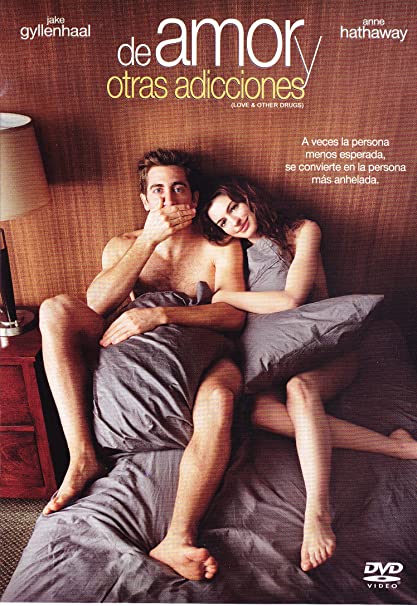 jake
gyllenhaal
anne
hathaway
de amor y
otras adicciones
(LOVE & OTHER DRUGS)
A veces la persona
menos esperada,
se convierte en la persona
más anhelada.
DVD
VIDEO